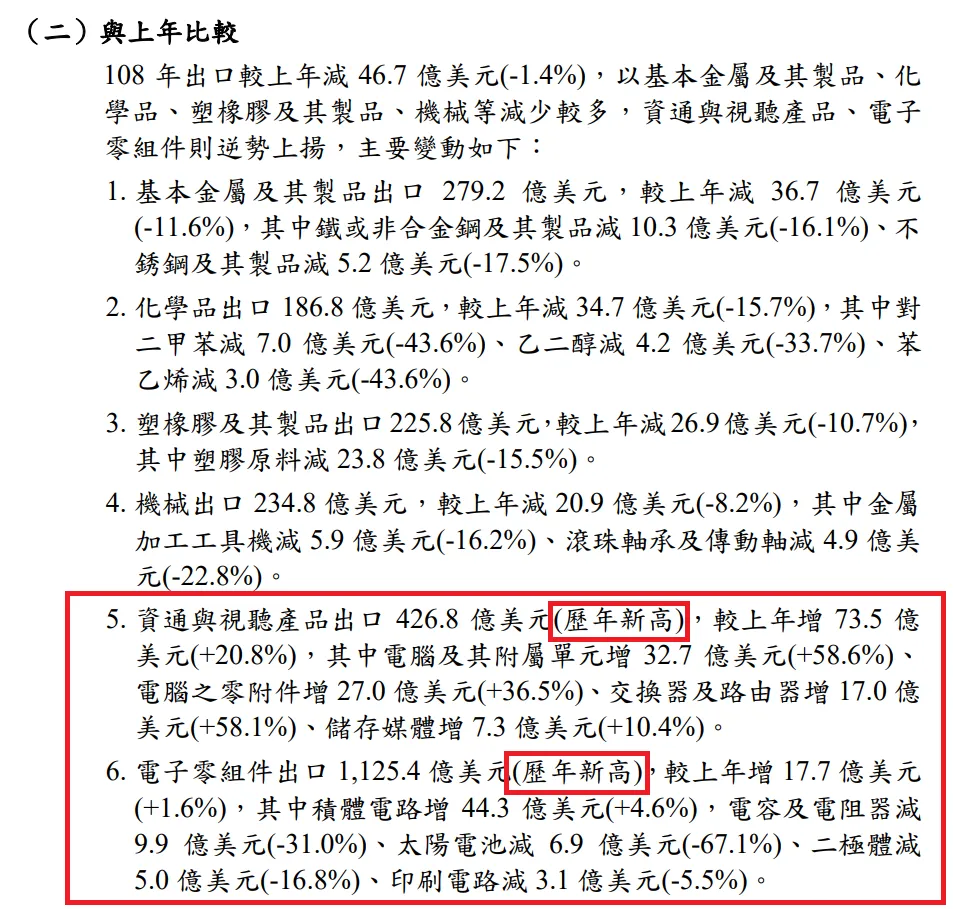 （二）與上年比較
108 年出口較上年減 46.7 億美元(-1.4%)，以基本金屬及其製品、化
學品、塑橡膠及其製品、機械等減少較多，資通與視聽產品、電子
零組件則逆勢上揚，主要變動如下：
1. 基本金屬及其製品出口 279.2 億美元，較上年減 36.7 億美元
(-11.6%)，其中鐵或非合金鋼及其製品減 10.3 億美元(-16.1%)、不
銹鋼及其製品減 5.2 億美元(-17.5%)。
2. 化學品出口 186.8 億美元，較上年減 34.7 億美元(-15.7%)，其中對
二甲苯減 7.0 億美元(-43.6%)、乙二醇減 4.2 億美元(-33.7%)、苯
乙烯減 3.0 億美元(-43.6%)。
3. 塑橡膠及其製品出口 225.8 億美元，較上年減 26.9 億美元(-10.7%)，
其中塑膠原料減 23.8 億美元(-15.5%)。
4. 機械出口 234.8 億美元，較上年減 20.9 億美元(-8.2%)，其中金屬
加工工具機減 5.9 億美元(-16.2%)、滾珠軸承及傳動軸減 4.9 億美
元(-22.8%)。
5. 資通與視聽產品出口 426.8 億美元(歷年新高)，較上年增 73.5 億
美元(+20.8%)，其中電腦及其附屬單元增 32.7 億美元(+58.6%)、
電腦之零附件增 27.0 億美元(+36.5%)、交換器及路由器增 17.0 億
美元(+58.1%)、儲存媒體增 7.3 億美元(+10.4%)。
6. 電子零組件出口 1,125.4 億美元(歷年新高)，較上年增 17.7 億美元
(+1.6%)，其中積體電路增 44.3 億美元(+4.6%)，電容及電阻器減
9.9 億美元(-31.0%)、太陽電池減 6.9 億美元(-67.1%)、二極體減
5.0 億美元(-16.8%)、印刷電路減 3.1 億美元(-5.5%)。